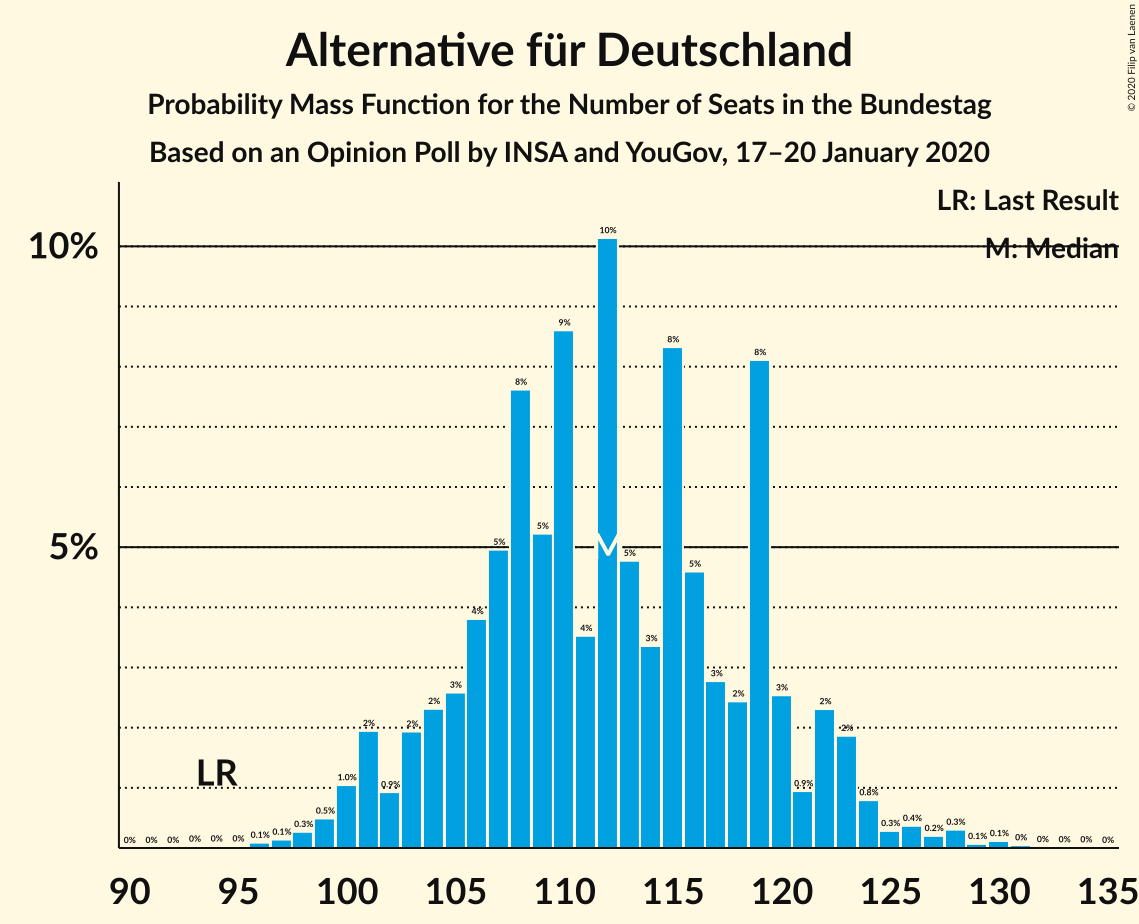 Alternative für Deutschland
Probability Mass Function for the Number of Seats in the Bundestag
Based on an Opinion Poll by INSA and YouGov, 17–20 January 2020
© 2020 Filip van Laenen
LR: Last Result
M: Median
10%
5%
0% 0% 0% 0% 0% 0% 0.1% 0.1% 0.3% 0.5% 1.0% 2% 0.9% 2% 2% 3% 4% 5% 8% 5% 9% 4% 10% 5% 3% 8% 5% 3% 2% 8% 3% 0.9% 2% 2% 0.8% 0.3% 0.4% 0.2% 0.3% 0.1% 0.1% 0% 0% 0% 0% 0%
LR
M
90 95 100 105 110 115 120 125 130 135